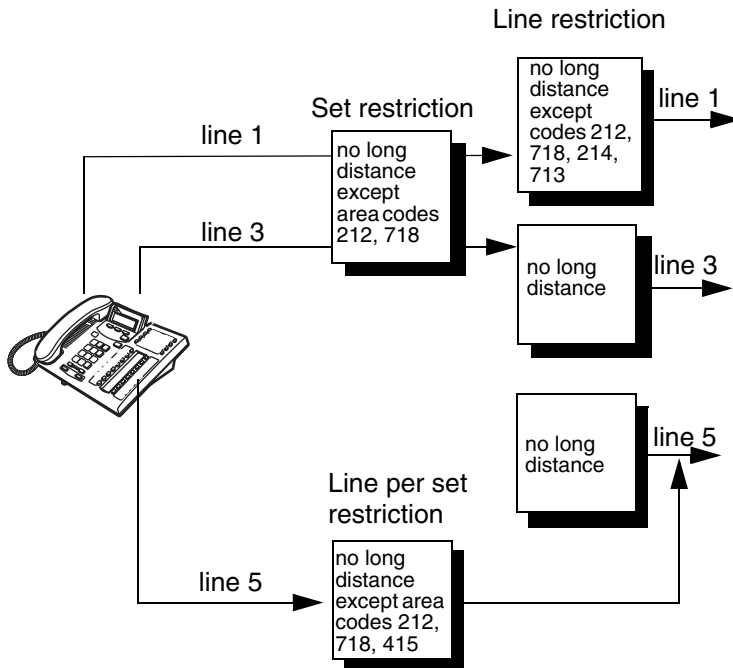 Line restriction
no long
distance
except
codes 212,
718, 214,
713
line 1
Set restriction
line 1
no long
distance
except
area codes
212, 718
line 3
no long
distance
line 3
no long
distance
line 5
Line per set
restriction
no long
distance
except area
codes 212,
718, 415
line 5